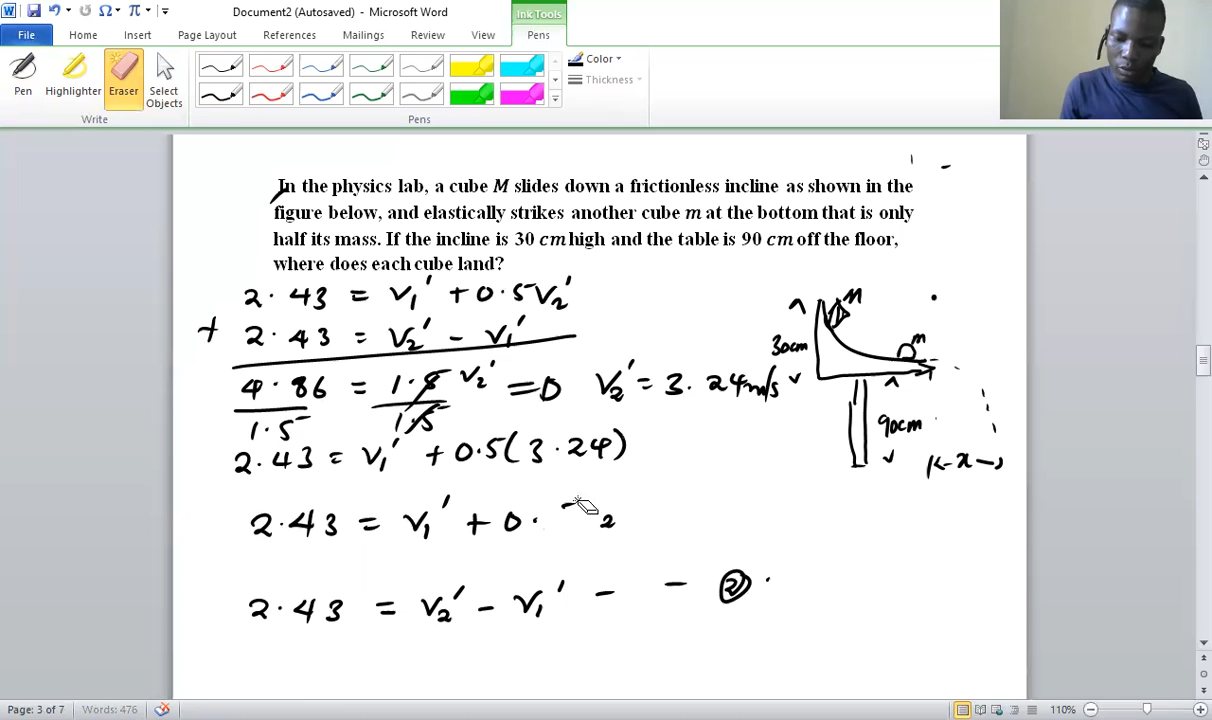 Document2 (Autosaved) - Microsoft Word
Ink Tools
File Home Insert Page Layout References Mailings Review View Pens
Pen Highlighter Eraser Select Objects
Color
Thickness
Write
Pens
In the physics lab, a cube M slides down a frictionless incline as shown in the
figure below, and elastically strikes another cube m at the bottom that is only
half its mass. If the incline is 30 cm high and the table is 90 cm off the floor,
where does each cube land?
2.43 = v₁' + 0.5v₂'
+ 2.43 = v₂' - v₁'
4.86 = 1.5 v₂' =0 v₂' = 3.24m/s
1.5 1.5
2.43 = v₁' + 0.5(3.24)
2.43 = v₁' + 0.
2
2.43 = v₂' - v₁' - - ②.
M
m
30cm
90cm
x
Page: 3 of 7 Words: 476 110%